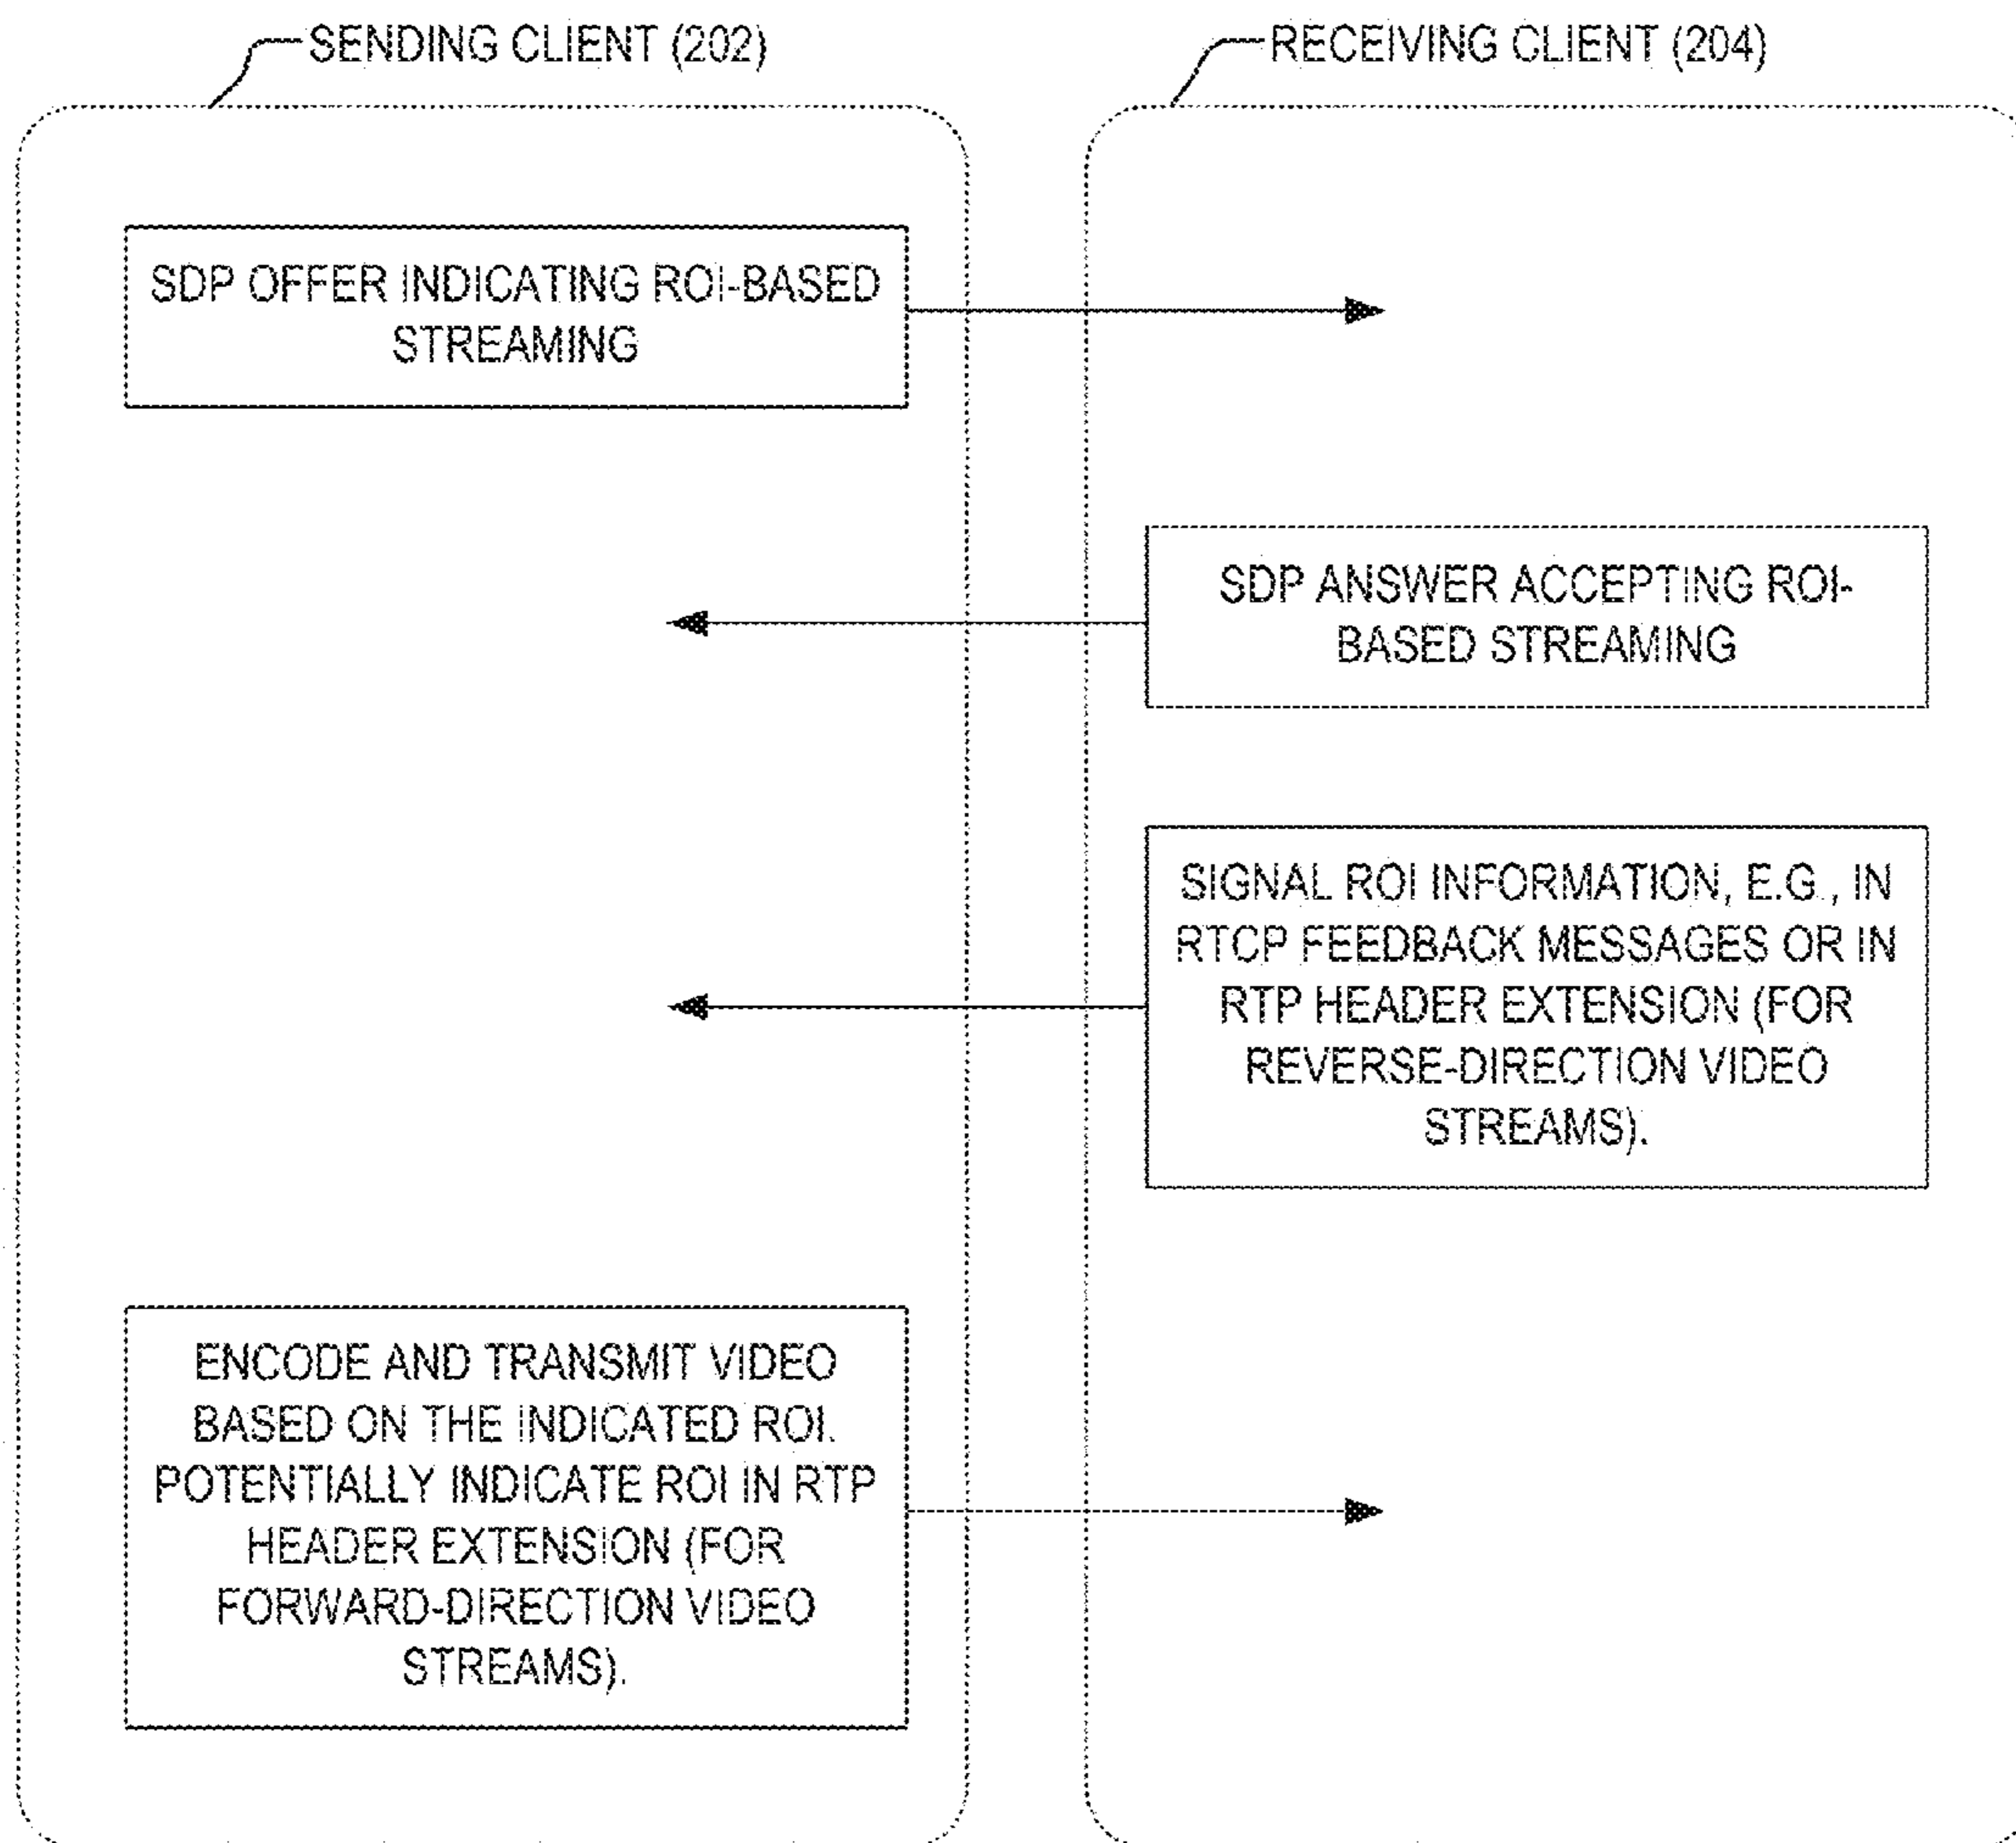 SENDING CLIENT (202)
RECEIVING CLIENT (204)
SDP OFFER INDICATING ROI-BASED
STREAMING
SDP ANSWER ACCEPTING ROI-
BASED STREAMING
SIGNAL ROI INFORMATION, E.G., IN
RTCP FEEDBACK MESSAGES OR IN
RTP HEADER EXTENSION (FOR
REVERSE-DIRECTION VIDEO
STREAMS).
ENCODE AND TRANSMIT VIDEO
BASED ON THE INDICATED ROI.
POTENTIALLY INDICATE ROI IN RTP
HEADER EXTENSION (FOR
FORWARD-DIRECTION VIDEO
STREAMS).